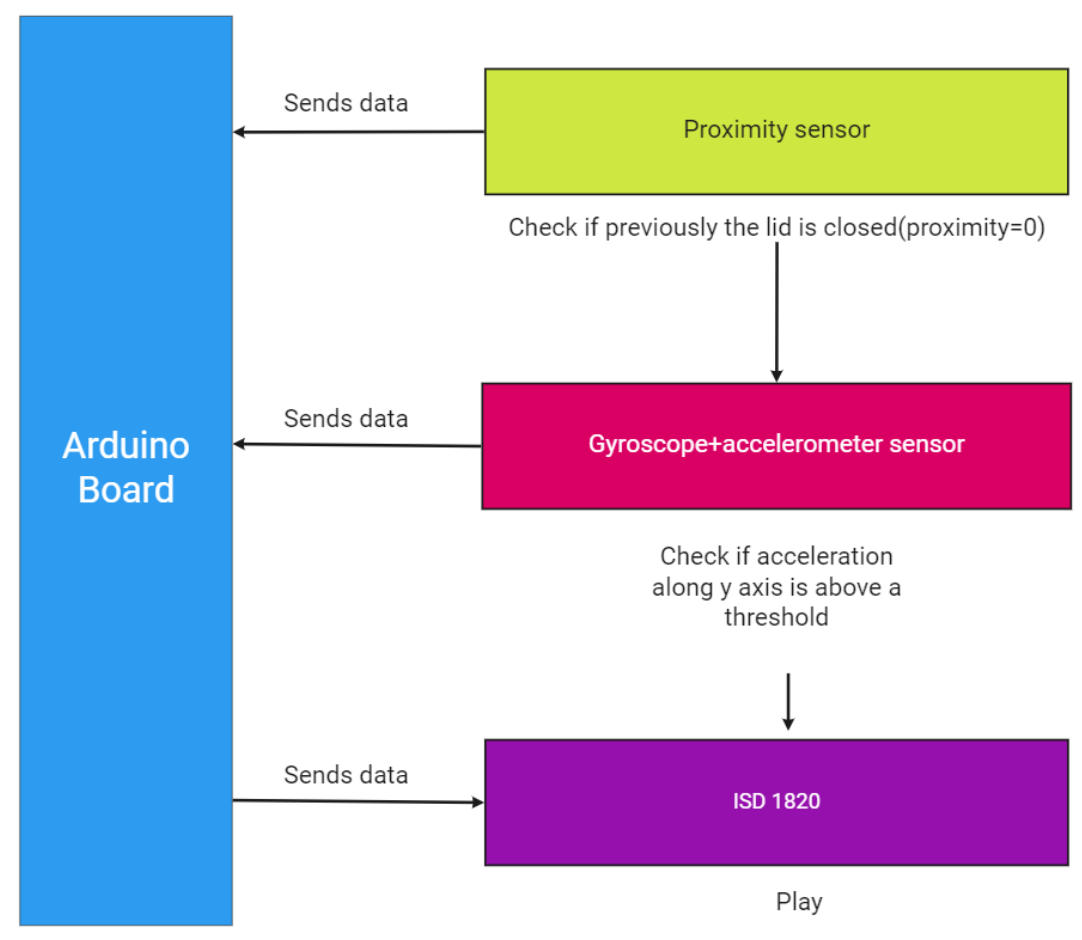 Sends data
Proximity sensor
Check if previously the lid is closed(proximity=0)
Arduino
Board
Sends data
Gyroscope+accelerometer sensor
Check if acceleration
along y axis is above a
threshold
Sends data
ISD 1820
Play